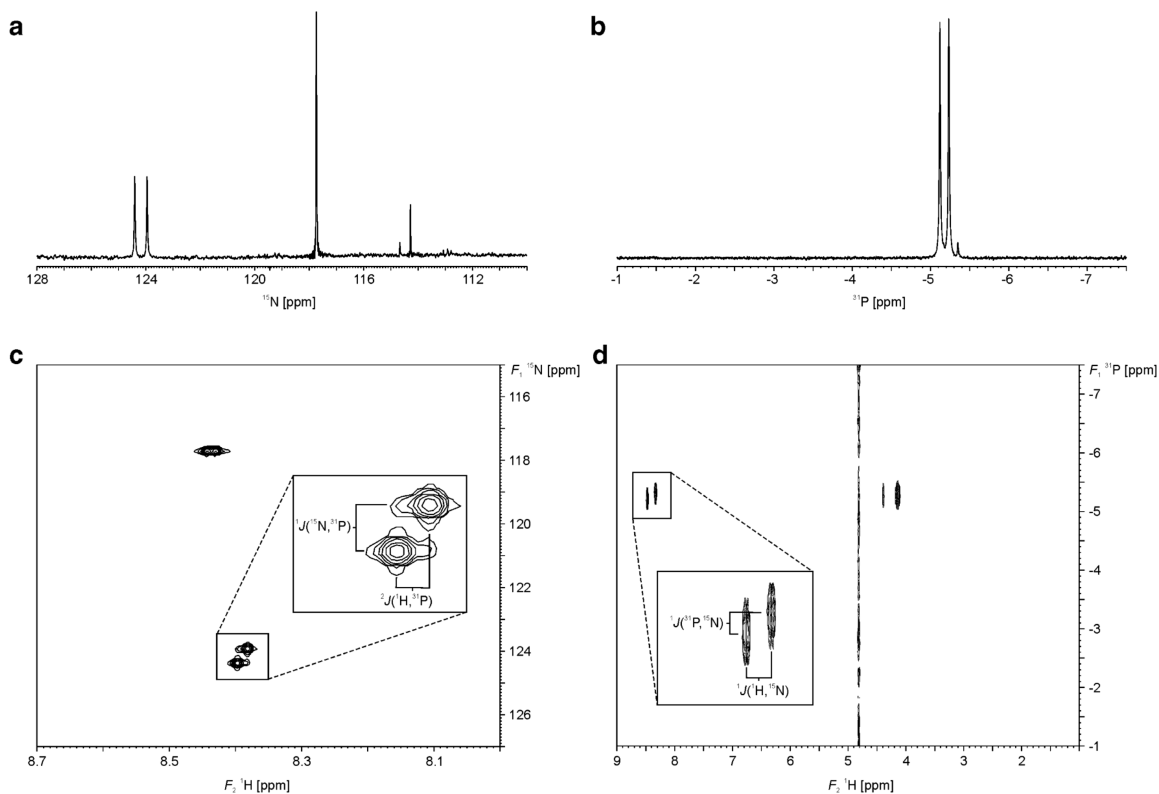 a
128
124
120
116
112
¹⁵N [ppm]
b
-1
-2
-3
-4
-5
-6
-7
³¹P [ppm]
c
F₁ ¹⁵N [ppm]
116
118
120
122
124
126
¹J(¹⁵N,³¹P)
²J(¹H,³¹P)
8.7
8.5
8.3
8.1
F₂ ¹H [ppm]
d
F₁ ³¹P [ppm]
-7
-6
-5
-4
-3
-2
-1
¹J(³¹P,¹⁵N)
¹J(¹H,¹⁵N)
9
8
7
6
5
4
3
2
F₂ ¹H [ppm]